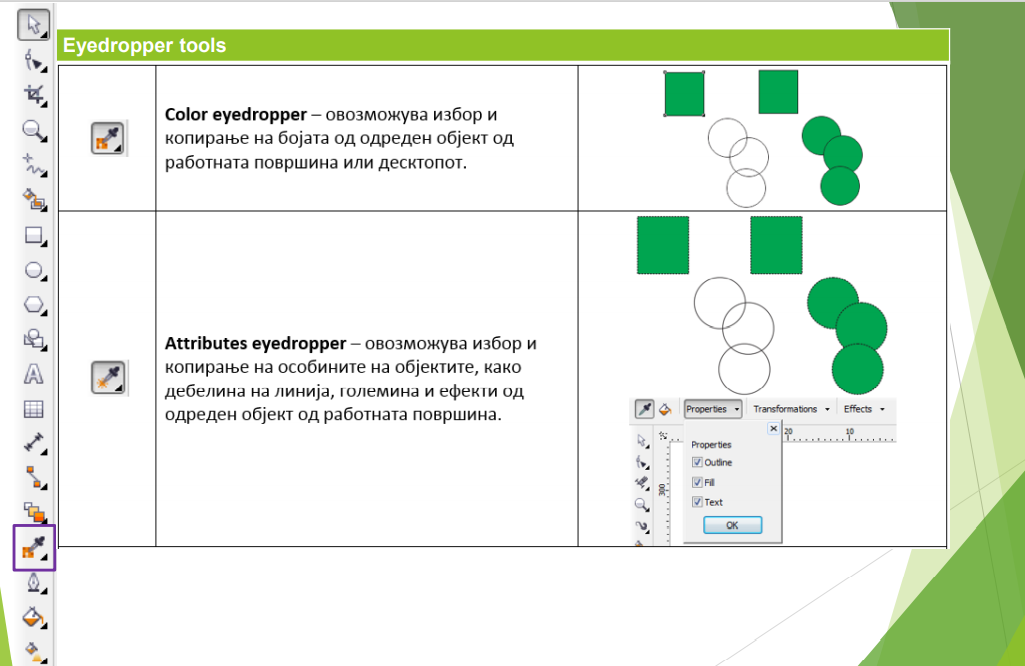 Eyedropper tools
Color eyedropper – овозможува избор и
копирање на бојата од одреден објект од
работната површина или десктопот.
Attributes eyedropper – овозможува избор и
копирање на особините на објектите, како
дебелина на линија, големина и ефекти од
одреден објект од работната површина.
Properties Transformations Effects
20 10
Properties
Outline
Fill
Text
300
OK